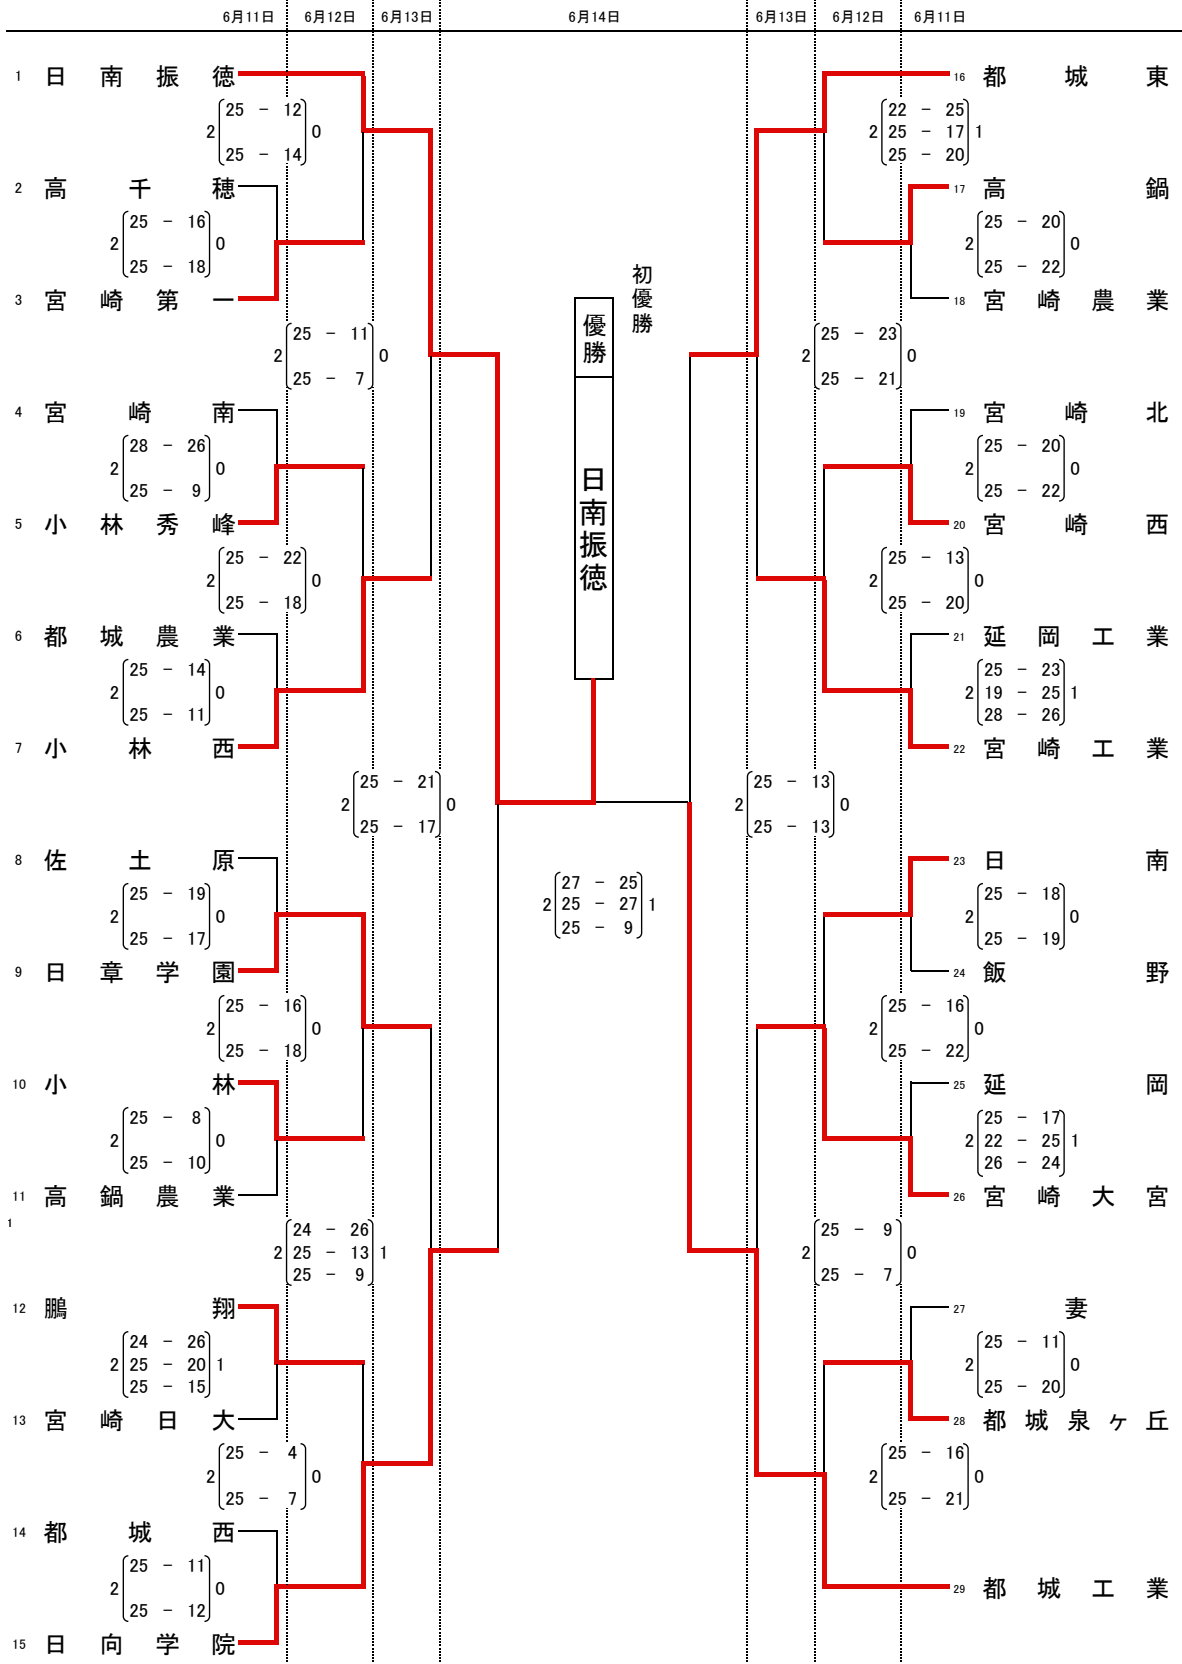 6月11日 6月12日 6月13日 6月14日 6月13日 6月12日 6月11日
1 日南振徳
2 [25 - 12 0
25 - 14]
2 高千穂
2 [25 - 16 0
25 - 18]
3 宮崎第一
2 [25 - 11 0
25 - 7]
4 宮崎南
2 [28 - 26 0
25 - 9]
5 小林秀峰
2 [25 - 22 0
25 - 18]
6 都城農業
2 [25 - 14 0
25 - 11]
7 小林西
2 [25 - 21 0
25 - 17]
8 佐土原
2 [25 - 19 0
25 - 17]
9 日章学園
2 [25 - 16 0
25 - 18]
10 小林
2 [25 - 8 0
25 - 10]
11 高鍋農業
1
24 - 26
2 25 - 13 1
25 - 9
12 鵬翔
24 - 26
2 25 - 20 1
25 - 15
13 宮崎日大
2 [25 - 4 0
25 - 7]
14 都城西
2 [25 - 11 0
25 - 12]
15 日向学院
初優勝
優勝
日南振徳
27 - 25
2 25 - 27 1
25 - 9
16 都城東
22 - 25
2 25 - 17 1
25 - 20
17 高鍋
2 [25 - 20 0
25 - 22]
18 宮崎農業
2 [25 - 23 0
25 - 21]
19 宮崎北
2 [25 - 20 0
25 - 22]
20 宮崎西
2 [25 - 13 0
25 - 20]
21 延岡工業
25 - 23
2 19 - 25 1
28 - 26
22 宮崎工業
2 [25 - 13 0
25 - 13]
23 日南
2 [25 - 18 0
25 - 19]
24 飯野
2 [25 - 16 0
25 - 22]
25 延岡
25 - 17
2 22 - 25 1
26 - 24
26 宮崎大宮
2 [25 - 9 0
25 - 7]
27 妻
2 [25 - 11 0
25 - 20]
28 都城泉ヶ丘
2 [25 - 16 0
25 - 21]
29 都城工業